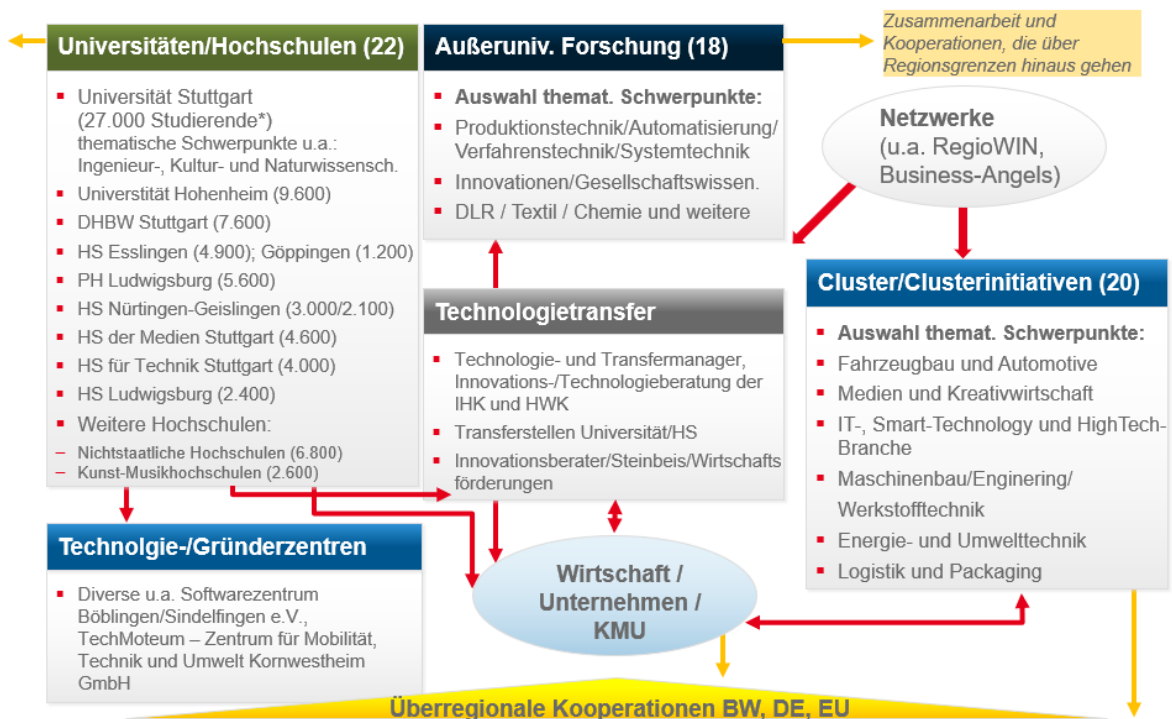 Universitäten/Hochschulen (22)
Universität Stuttgart
(27.000 Studierende*)
thematische Schwerpunkte u.a.:
Ingenieur-, Kultur- und Naturwissensch.
Universtität Hohenheim (9.600)
DHBW Stuttgart (7.600)
HS Esslingen (4.900); Göppingen (1.200)
PH Ludwigsburg (5.600)
HS Nürtingen-Geislingen (3.000/2.100)
HS der Medien Stuttgart (4.600)
HS für Technik Stuttgart (4.000)
HS Ludwigsburg (2.400)
Weitere Hochschulen:
– Nichtstaatliche Hochschulen (6.800)
– Kunst-Musikhochschulen (2.600)
Außeruniv. Forschung (18)
Auswahl themat. Schwerpunkte:
Produktionstechnik/Automatisierung/
Verfahrenstechnik/Systemtechnik
Innovationen/Gesellschaftswissen.
DLR / Textil / Chemie und weitere
Zusammenarbeit und
Kooperationen, die über
Regionsgrenzen hinaus gehen
Netzwerke
(u.a. RegioWIN,
Business-Angels)
Technologietransfer
Technologie- und Transfermanager,
Innovations-/Technologieberatung der
IHK und HWK
Transferstellen Universität/HS
Innovationsberater/Steinbeis/Wirtschafts
förderungen
Cluster/Clusterinitiativen (20)
Auswahl themat. Schwerpunkte:
Fahrzeugbau und Automotive
Medien und Kreativwirtschaft
IT-, Smart-Technology und HighTech-
Branche
Maschinenbau/Enginering/
Werkstofftechnik
Energie- und Umwelttechnik
Logistik und Packaging
Technolgie-/Gründerzentren
Diverse u.a. Softwarezentrum
Böblingen/Sindelfingen e.V.,
TechMoteum – Zentrum für Mobilität,
Technik und Umwelt Kornwestheim
GmbH
Wirtschaft /
Unternehmen /
KMU
Überregionale Kooperationen BW, DE, EU